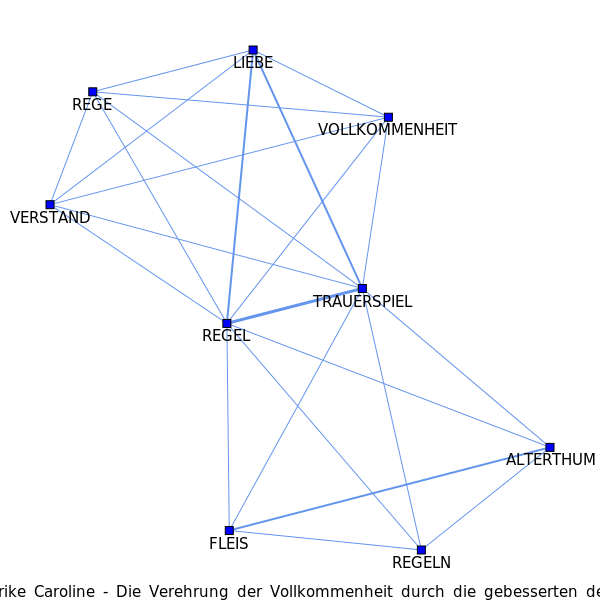 LIEBE
REGE
VOLLKOMMENHEIT
VERSTAND
TRAUERSPIEL
REGEL
ALTERTHUM
FLEIS
REGELN
rike Caroline - Die Verehrung der Vollkommenheit durch die gebesserten de